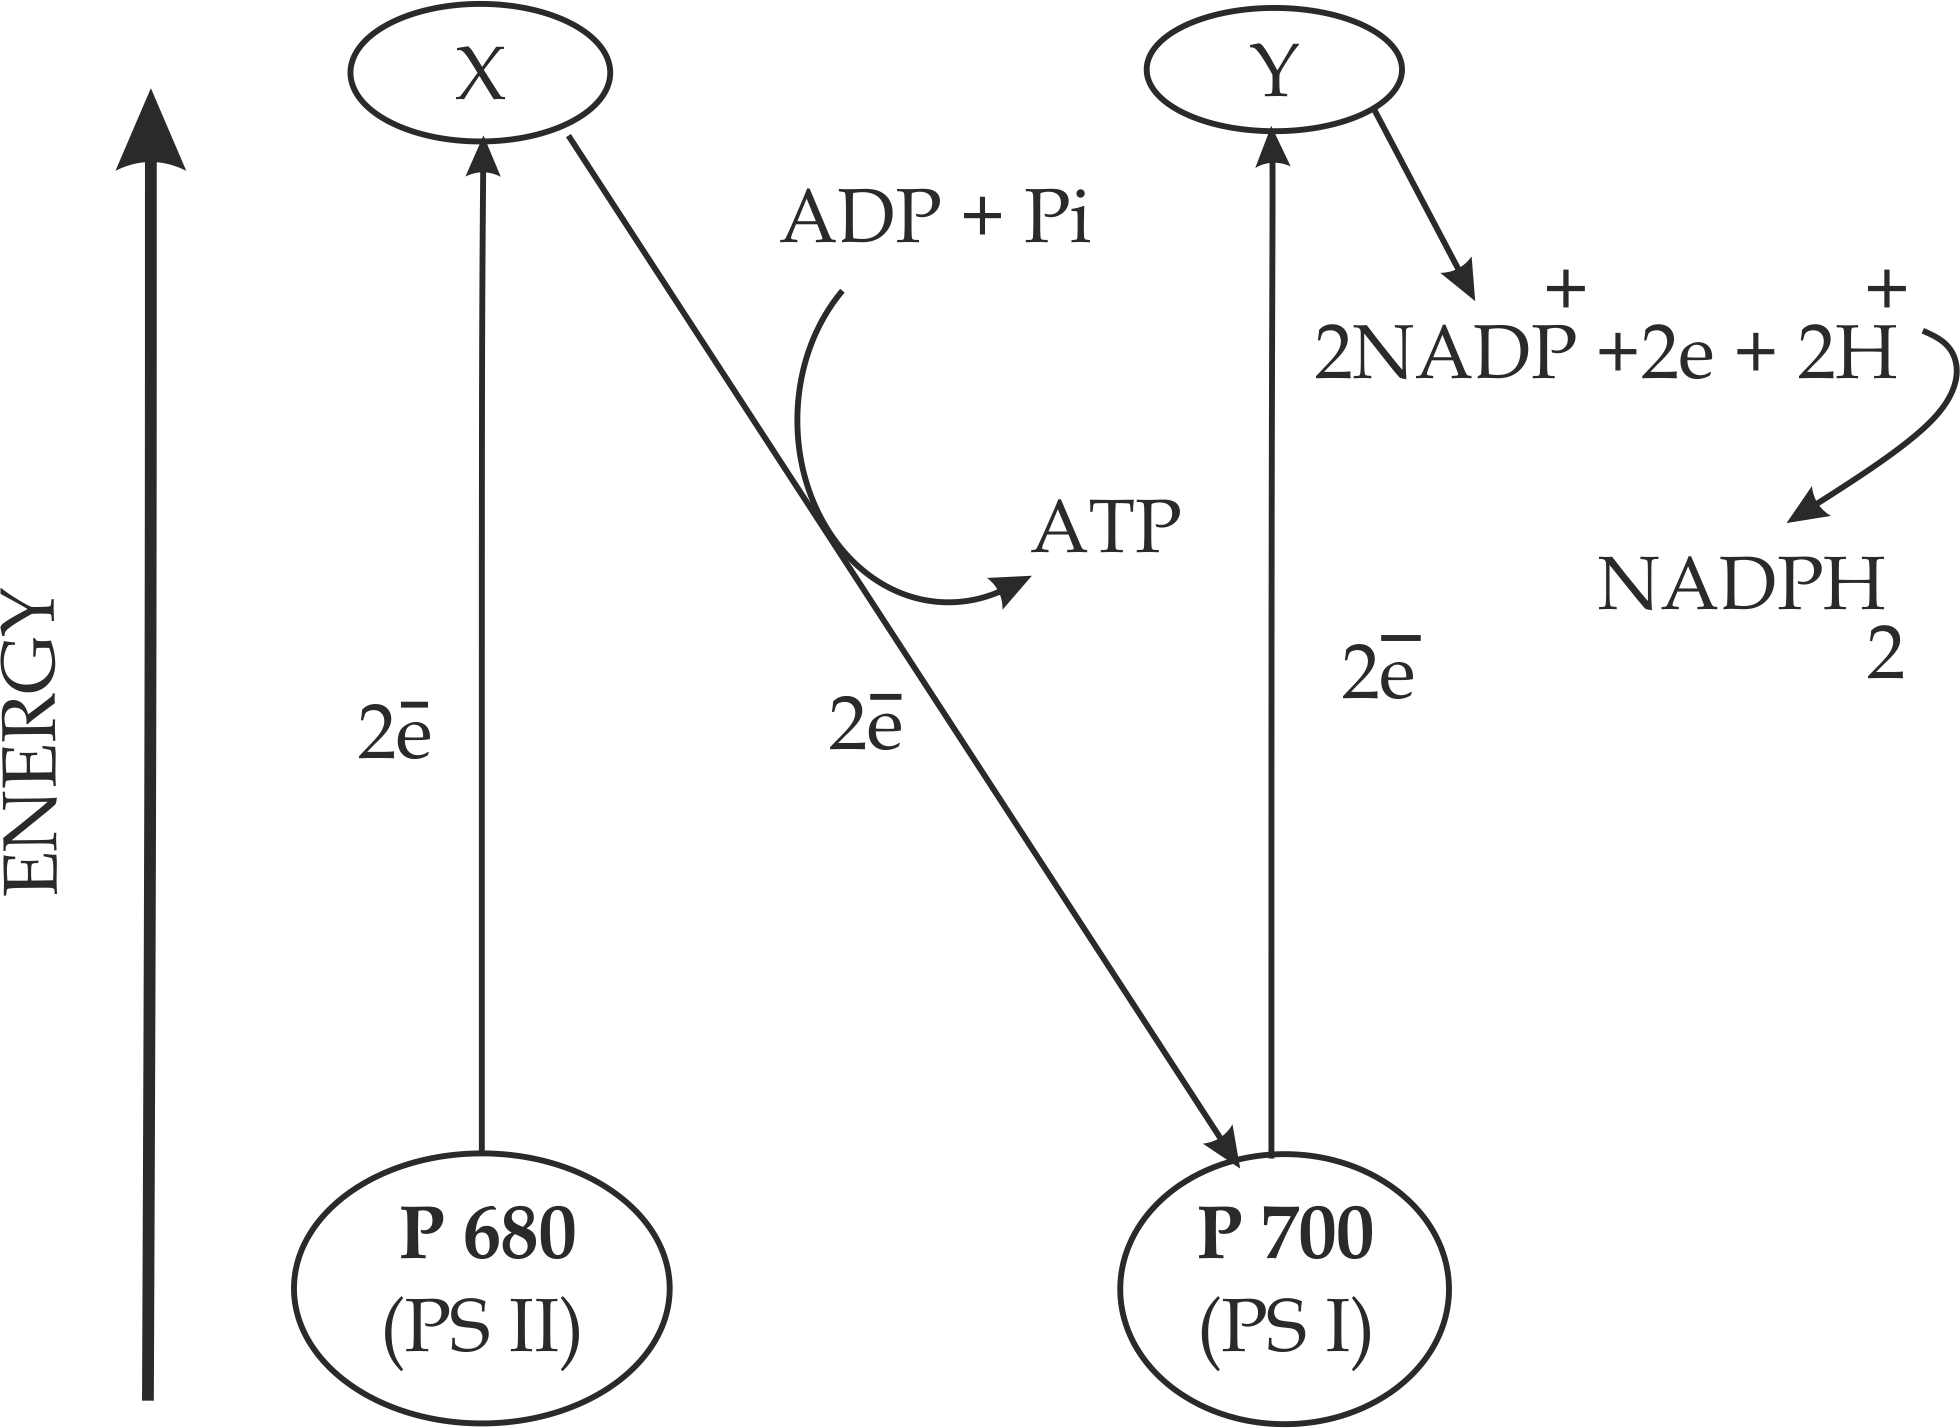 X
Y
ADP + Pi
2NADP⁺ +2e + 2H⁺
ATP
NADPH₂
ENERGY
2e̅
2e̅
2e̅
P 680
(PS II)
P 700
(PS I)